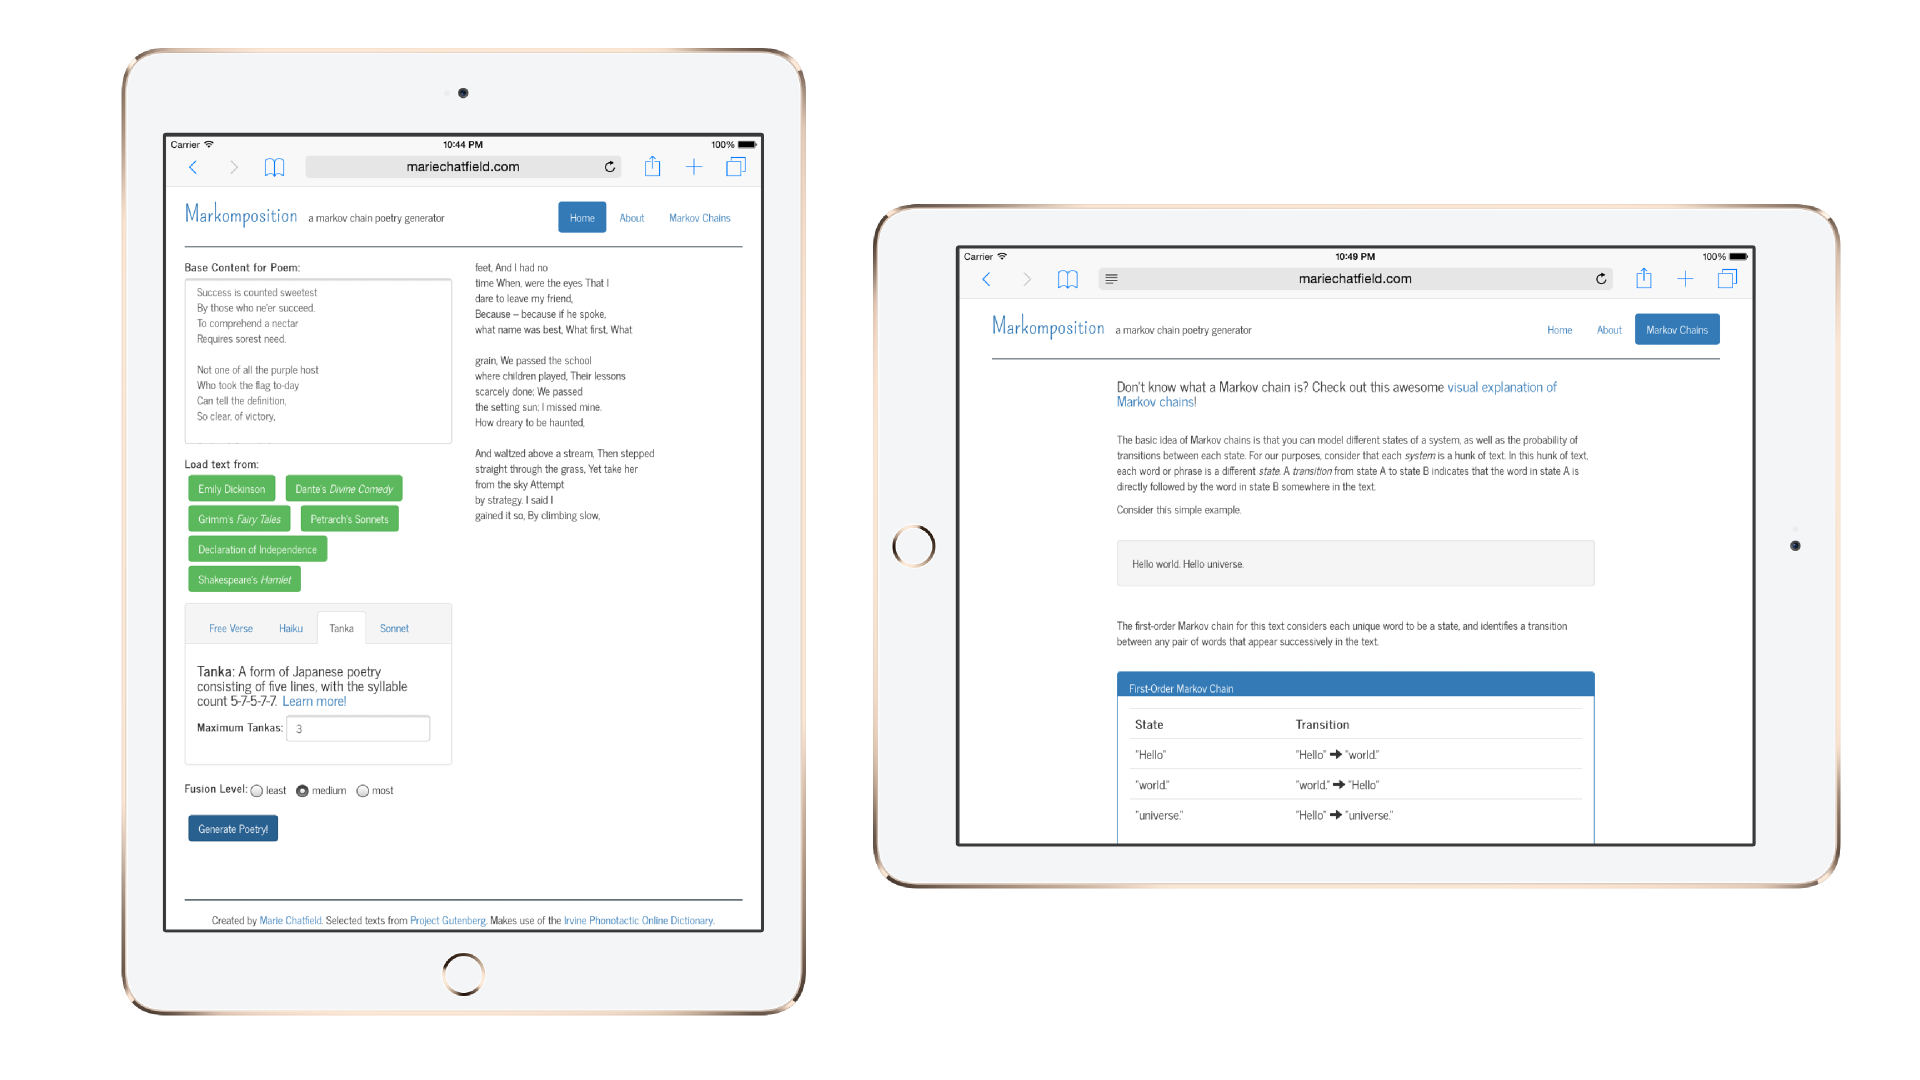 Carrier 10:44 PM 100%
mariechatfield.com
Markomposition a markov chain poetry generator Home About Markov Chains
Base Content for Poem:
Success is counted sweetest
By those who ne'er succeed.
To comprehend a nectar
Requires sorest need.
Not one of all the purple host
Who took the flag to-day
Can tell the definition,
So clear, of victory,
Load text from:
Emily Dickinson Dante's Divine Comedy
Grimm's Fairy Tales Petrarch's Sonnets
Declaration of Independence
Shakespeare's Hamlet
Free Verse Haiku Tanka Sonnet
Tanka: A form of Japanese poetry
consisting of five lines, with the syllable
count 5-7-5-7-7. Learn more!
Maximum Tankas: 3
Fusion Level: least medium most
Generate Poetry!
feet, And I had no
time When, were the eyes That I
dare to leave my friend,
Because – because if he spoke,
what name was best, What first, What
grain, We passed the school
where children played, Their lessons
scarcely done; We passed
the setting sun; I missed mine.
How dreary to be haunted,
And waltzed above a stream, Then stepped
straight through the grass, Yet take her
from the sky Attempt
by strategy. I said I
gained it so, By climbing slow,
Created by Marie Chatfield. Selected texts from Project Gutenberg. Makes use of the Irvine Phonotactic Online Dictionary.
Carrier 10:49 PM 100%
mariechatfield.com
Markomposition a markov chain poetry generator Home About Markov Chains
Don't know what a Markov chain is? Check out this awesome visual explanation of
Markov chains!
The basic idea of Markov chains is that you can model different states of a system, as well as the probability of
transitions between each state. For our purposes, consider that each system is a hunk of text. In this hunk of text,
each word or phrase is a different state. A transition from state A to state B indicates that the word in state A is
directly followed by the word in state B somewhere in the text.
Consider this simple example.
Hello world. Hello universe.
The first-order Markov chain for this text considers each unique word to be a state, and identifies a transition
between any pair of words that appear successively in the text.
First-Order Markov Chain
State Transition
"Hello" "Hello" ➔ "world."
"world." "world." ➔ "Hello"
"universe." "Hello" ➔ "universe."